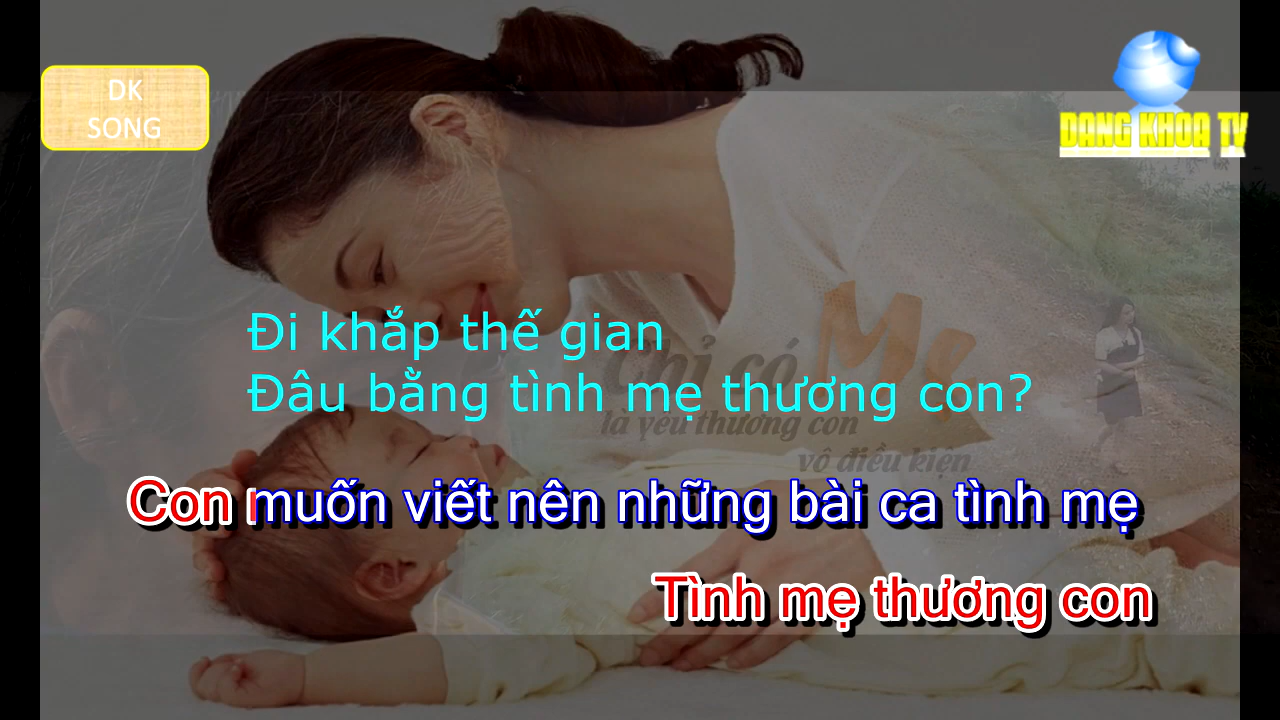 DK
SONG
DANG KHOA TV
Đi khắp thế gian
Đâu bằng tình mẹ thương con?
Chỉ có Mẹ
là yêu thương con
vô điều kiện
Con muốn viết nên những bài ca tình mẹ
Tình mẹ thương con